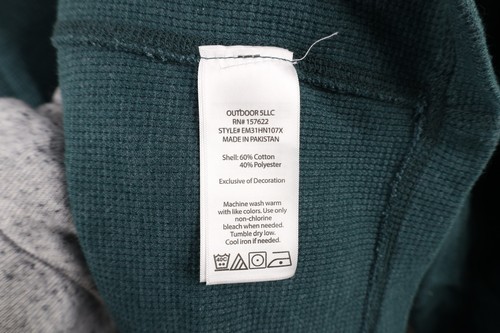 OUTDOOR 5LLC
RN# 157622
STYLE# EM31HN107X
MADE IN PAKISTAN
Shell: 60% Cotton
40% Polyester
Exclusive of Decoration
Machine wash warm
with like colors. Use only
non-chlorine
bleach when needed.
Tumble dry low.
Cool iron if needed.